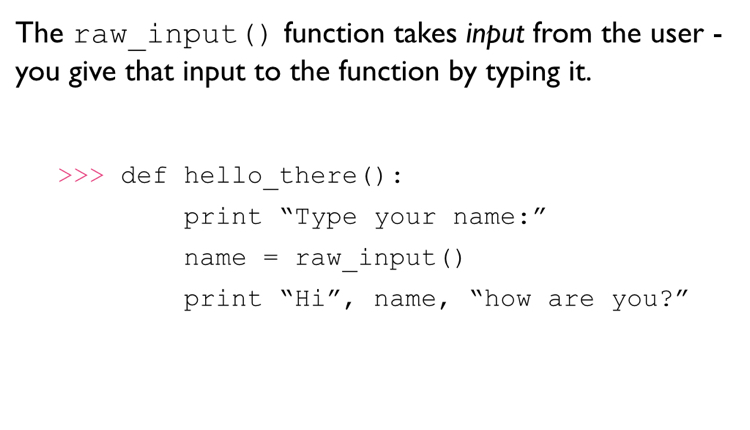 The raw_input() function takes input from the user -
you give that input to the function by typing it.
>>> def hello_there():
print “Type your name:”
name = raw_input()
print “Hi”, name, “how are you?”